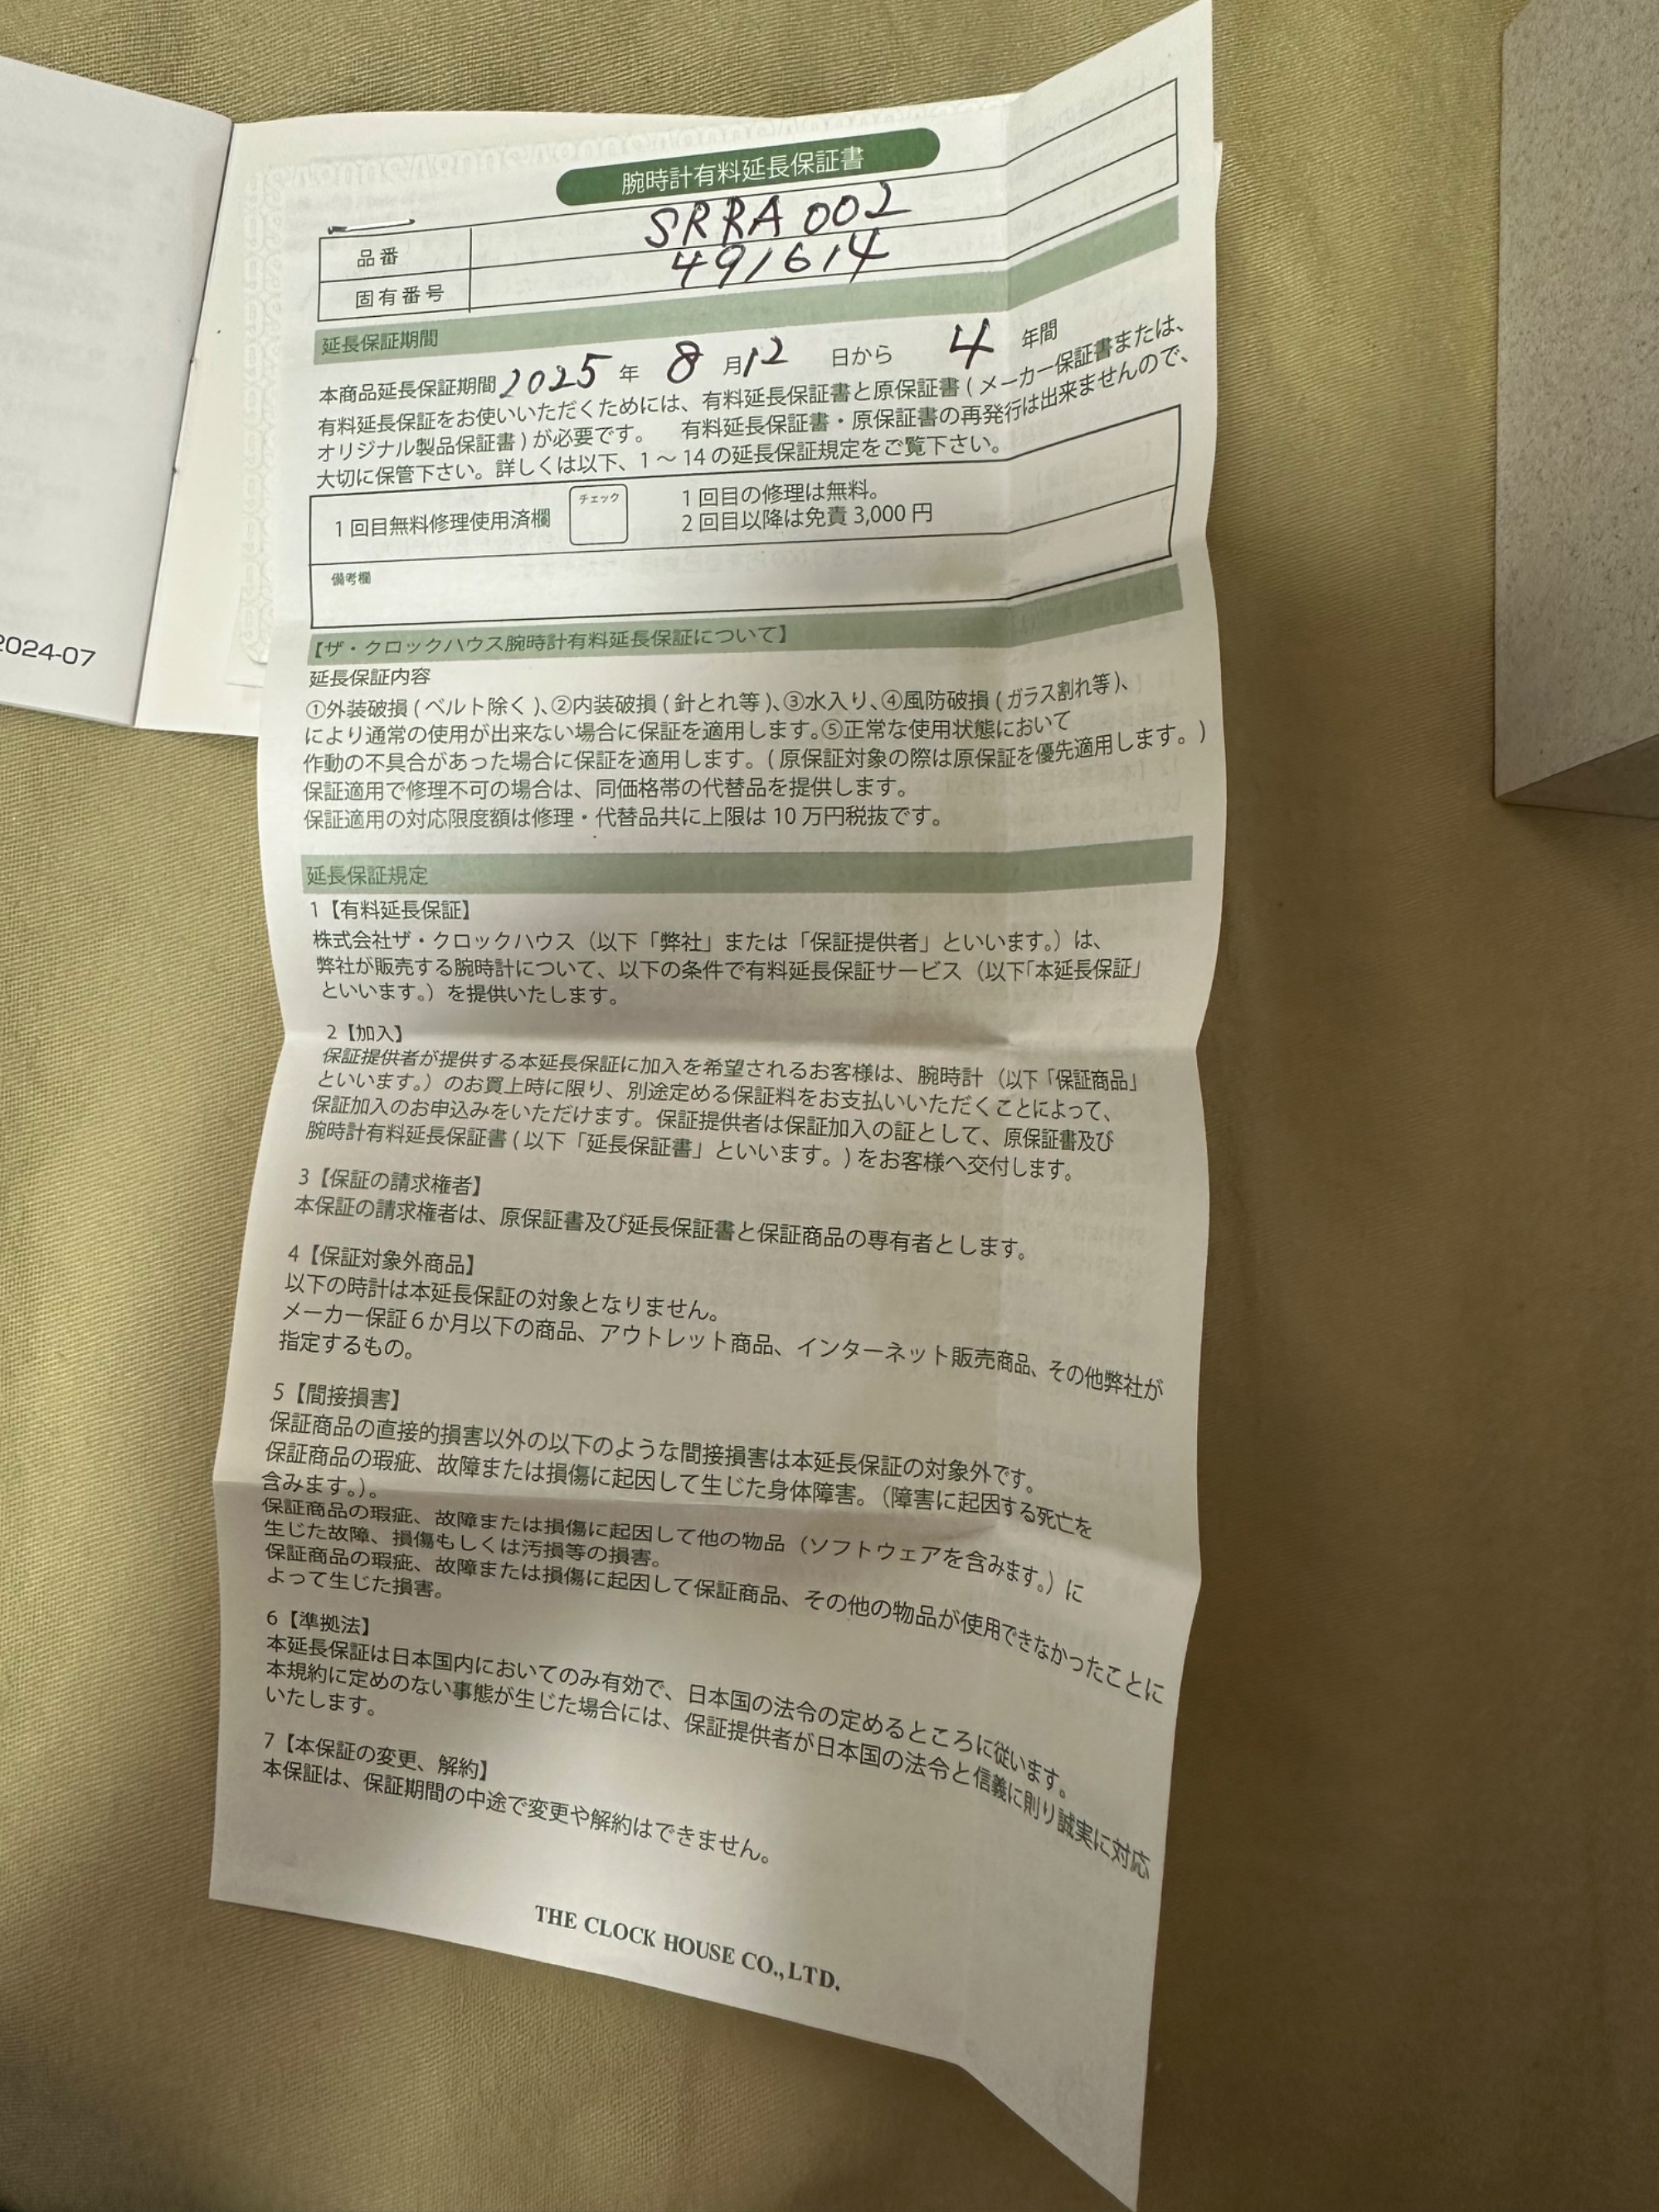 腕時計有料延長保証書
品番 SRRA002
固有番号 491614
延長保証期間
本商品延長保証期間 2025 年 8 月 12 日から 4 年間
有料延長保証をお使いいただくためには、有料延長保証書と原保証書 ( メーカー保証書または、
オリジナル製品保証書 ) が必要です。 有料延長保証書・原保証書の再発行は出来ませんので、
大切に保管下さい。詳しくは以下、1 〜 14 の延長保証規定をご覧下さい。
1 回目無料修理使用済欄 チェック 1 回目の修理は無料。
2 回目以降は免責 3,000 円
備考欄
【ザ・クロックハウス腕時計有料延長保証について】
延長保証内容
①外装破損 ( ベルト除く )、②内装破損 ( 針とれ等 )、③水入り、④風防破損 ( ガラス割れ等 )、
により通常の使用が出来ない場合に保証を適用します。⑤正常な使用状態において
作動の不具合があった場合に保証を適用します。( 原保証対象の際は原保証を優先適用します。)
保証適用で修理不可の場合は、同価格帯の代替品を提供します。
保証適用の対応限度額は修理・代替品共に上限は 10 万円税抜です。
延長保証規定
1【有料延長保証】
株式会社ザ・クロックハウス（以下「弊社」または「保証提供者」といいます。）は、
弊社が販売する腕時計について、以下の条件で有料延長保証サービス（以下「本延長保証」
といいます。）を提供いたします。
2【加入】
保証提供者が提供する本延長保証に加入を希望されるお客様は、腕時計（以下「保証商品」
といいます。）のお買上時に限り、別途定める保証料をお支払いいただくことによって、
保証加入のお申込みをいただけます。保証提供者は保証加入の証として、原保証書及び
腕時計有料延長保証書 ( 以下「延長保証書」といいます。) をお客様へ交付します。
3【保証の請求権者】
本保証の請求権者は、原保証書及び延長保証書と保証商品の専有者とします。
4【保証対象外商品】
以下の時計は本延長保証の対象となりません。
メーカー保証 6 か月以下の商品、アウトレット商品、インターネット販売商品、その他弊社が
指定するもの。
5【間接損害】
保証商品の直接的損害以外の以下のような間接損害は本延長保証の対象外です。
保証商品の瑕疵、故障または損傷に起因して生じた身体障害。（障害に起因する死亡を
含みます。）。
保証商品の瑕疵、故障または損傷に起因して他の物品（ソフトウェアを含みます。）に
生じた故障、損傷もしくは汚損等の損害。
保証商品の瑕疵、故障または損傷に起因して保証商品、その他の物品が使用できなかったことに
よって生じた損害。
6【準拠法】
本延長保証は日本国内においてのみ有効で、日本国の法令の定めるところに従います。
本規約に定めのない事態が生じた場合には、保証提供者が日本国の法令と信義に則り誠実に対応
いたします。
7【本保証の変更、解約】
本保証は、保証期間の中途で変更や解約はできません。
THE CLOCK HOUSE CO.,LTD.
2024-07